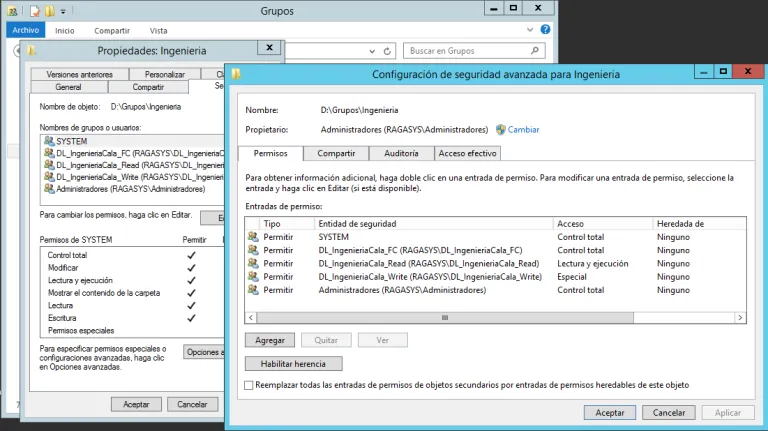 Grupos
Archivo Inicio Compartir Vista
Buscar en Grupos
Propiedades: Ingenieria
Versiones anteriores Personalizar
General Compartir
Nombre de objeto: D:\Grupos\Ingenieria
Nombres de grupos o usuarios:
SYSTEM
DL_IngenieriaCala_FC (RAGASYS\DL_IngenieriaC
DL_IngenieriaCala_Read (RAGASYS\DL_Ingenieria
DL_IngenieriaCala_Write (RAGASYS\DL_Ingenieria
Administradores (RAGASYS\Administradores)
Para cambiar los permisos, haga clic en Editar.
Permisos de SYSTEM Permitir
Control total
Modificar
Lectura y ejecución
Mostrar el contenido de la carpeta
Lectura
Escritura
Permisos especiales
Para especificar permisos especiales o
configuraciones avanzadas, haga clic
en Opciones avanzadas.
Opciones a
Aceptar Cancelar
Configuración de seguridad avanzada para Ingenieria
Nombre: D:\Grupos\Ingenieria
Propietario: Administradores (RAGASYS\Administradores) Cambiar
Permisos Compartir Auditoría Acceso efectivo
Para obtener información adicional, haga doble clic en una entrada de permiso. Para modificar una entrada de permiso, seleccione la
entrada y haga clic en Editar (si está disponible).
Entradas de permiso:
Tipo Entidad de seguridad Acceso Heredada de
Permitir SYSTEM Control total Ninguno
Permitir DL_IngenieriaCala_FC (RAGASYS\DL_IngenieriaCala_FC) Control total Ninguno
Permitir DL_IngenieriaCala_Read (RAGASYS\DL_IngenieriaCala_Read) Lectura y ejecución Ninguno
Permitir DL_IngenieriaCala_Write (RAGASYS\DL_IngenieriaCala_Write) Especial Ninguno
Permitir Administradores (RAGASYS\Administradores) Control total Ninguno
Agregar Quitar Ver
Habilitar herencia
Reemplazar todas las entradas de permisos de objetos secundarios por entradas de permisos heredables de este objeto
Aceptar Cancelar Aplicar